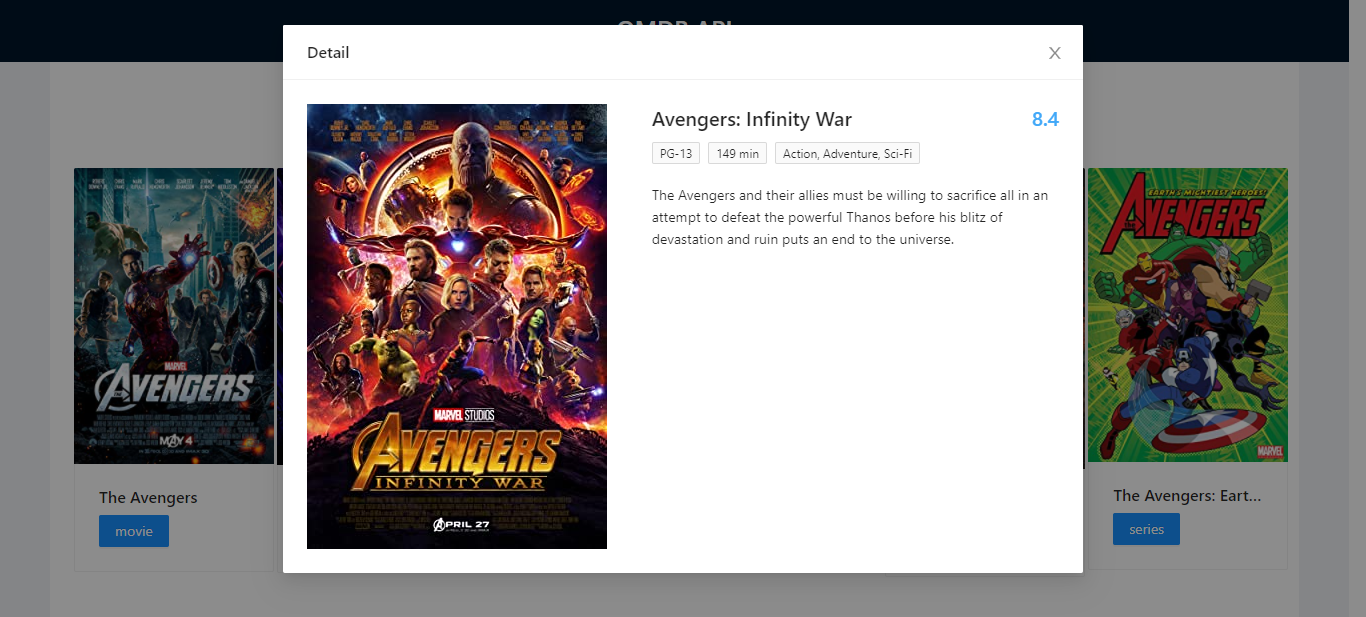 OMDB API
Detail
Avengers: Infinity War
8.4
PG-13
149 min
Action, Adventure, Sci-Fi
The Avengers and their allies must be willing to sacrifice all in an
attempt to defeat the powerful Thanos before his blitz of
devastation and ruin puts an end to the universe.
MARVEL STUDIOS
AVENGERS
INFINITY WAR
APRIL 27
MARVEL
AVENGERS
MAY 4
The Avengers
movie
EARTH'S MIGHTIEST HEROES!
THE AVENGERS
MARVEL
The Avengers: Eart...
series